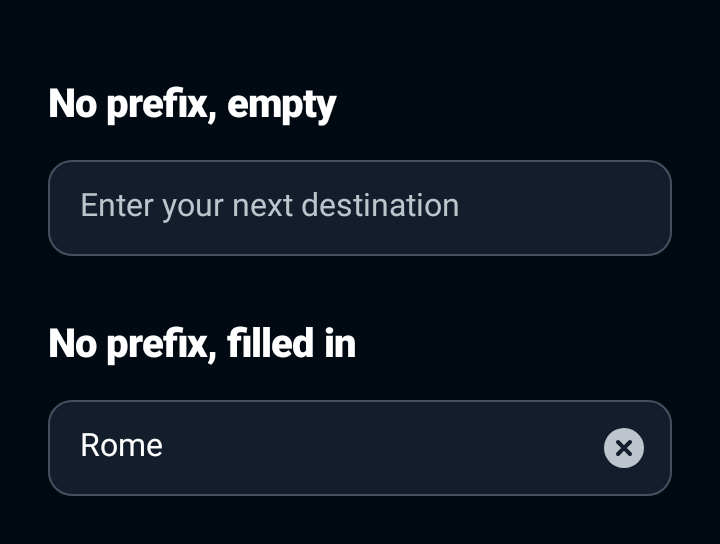 No prefix, empty
Enter your next destination
No prefix, filled in
Rome